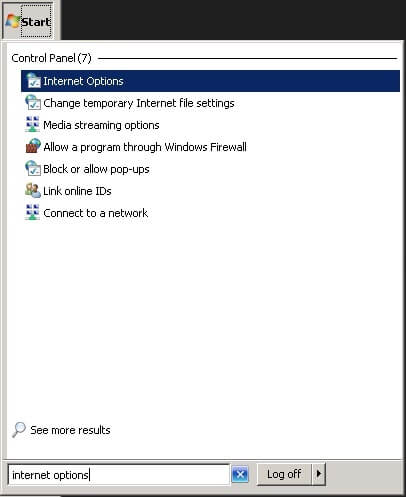 Start
Control Panel (7)
Internet Options
Change temporary Internet file settings
Media streaming options
Allow a program through Windows Firewall
Block or allow pop-ups
Link online IDs
Connect to a network
See more results
internet options
Log off